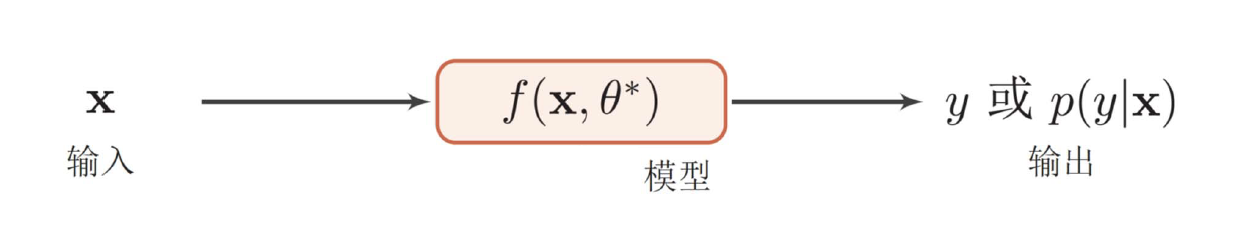 x f(x, θ*) y 或 p(y|x)
输入 模型 输出